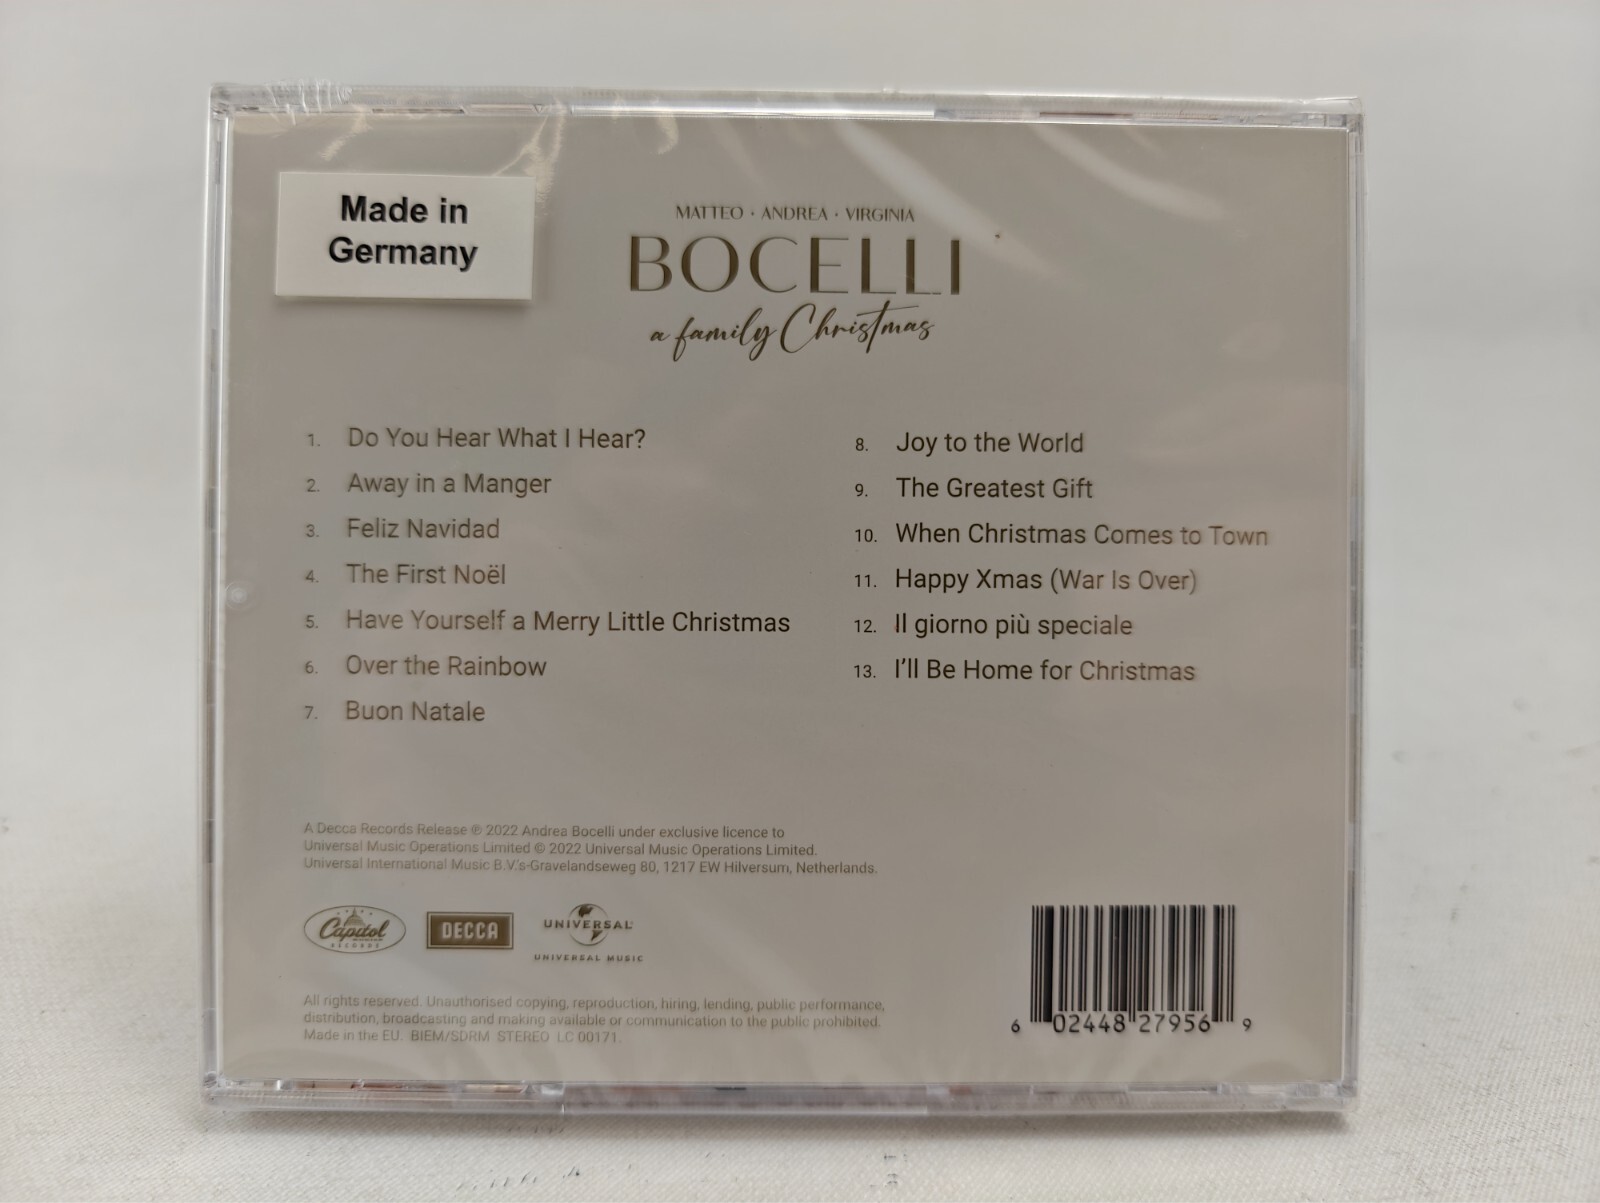 Made in
Germany
MATTEO · ANDREA · VIRGINIA
BOCELLI
a family Christmas
1. Do You Hear What I Hear?
2. Away in a Manger
3. Feliz Navidad
4. The First Noël
5. Have Yourself a Merry Little Christmas
6. Over the Rainbow
7. Buon Natale
8. Joy to the World
9. The Greatest Gift
10. When Christmas Comes to Town
11. Happy Xmas (War Is Over)
12. Il giorno più speciale
13. I'll Be Home for Christmas
A Decca Records Release ℗ 2022 Andrea Bocelli under exclusive licence to
Universal Music Operations Limited © 2022 Universal Music Operations Limited.
Universal International Music B.V.'s-Gravelandseweg 80, 1217 EW Hilversum, Netherlands.
Capitol
RECORDS
DECCA
UNIVERSAL
UNIVERSAL MUSIC
All rights reserved. Unauthorised copying, reproduction, hiring, lending, public performance,
distribution, broadcasting and making available or communication to the public prohibited.
Made in the EU. BIEM/SDRM STEREO LC 00171.
6 02448 27956 9